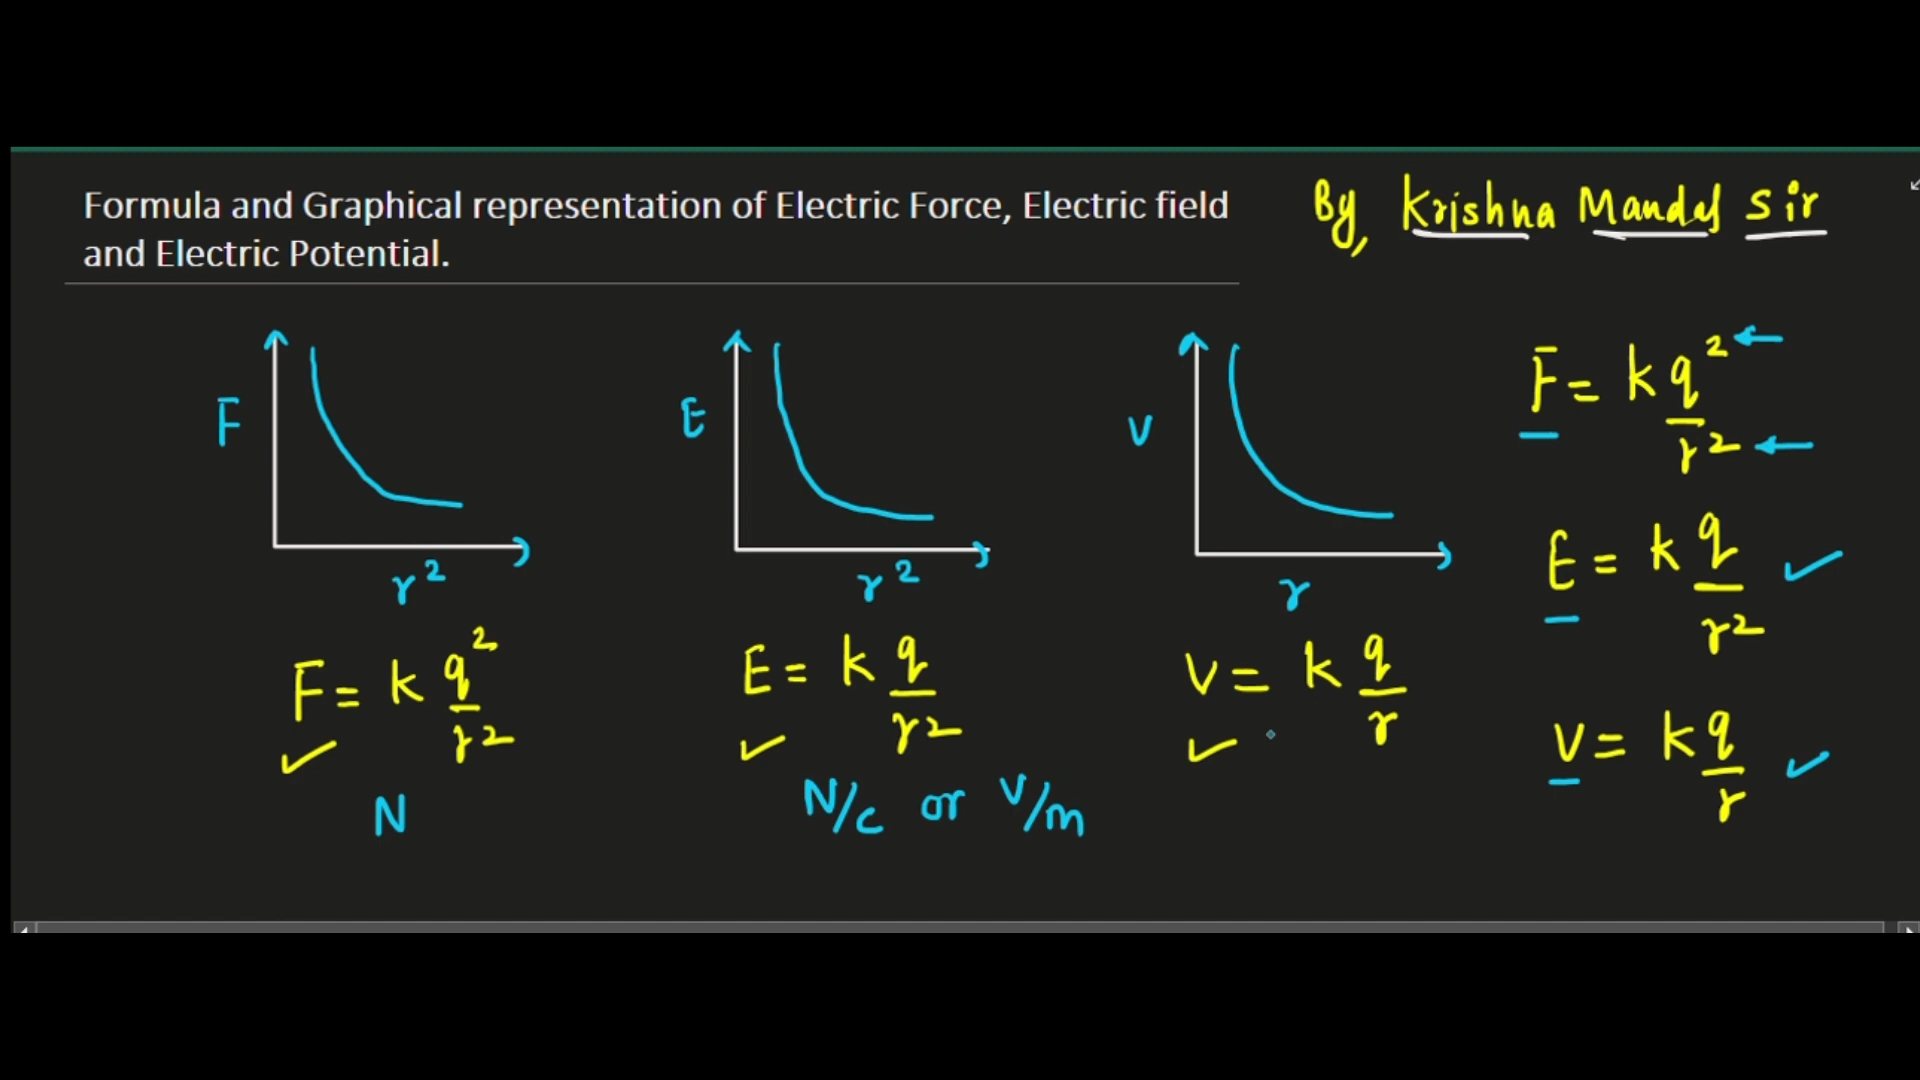 Formula and Graphical representation of Electric Force, Electric field
and Electric Potential.
By, Krishna Mandal Sir
F
r²
E
r²
V
r
F = k q²/r²
N
E = k q/r²
N/c or V/m
V = k q/r
F = k q²/r²
E = k q/r²
V = k q/r